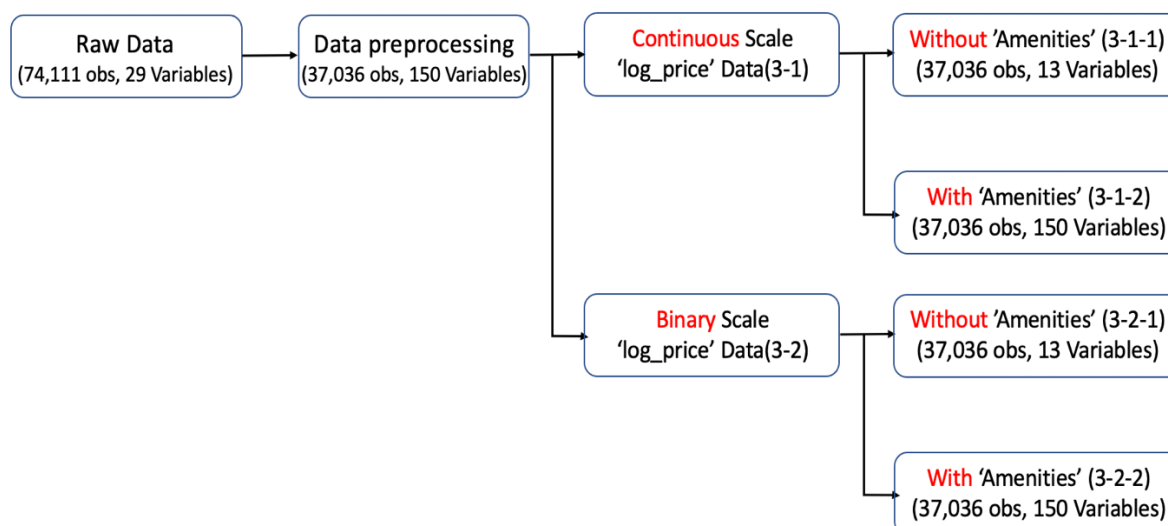 Raw Data
(74,111 obs, 29 Variables)
Data preprocessing
(37,036 obs, 150 Variables)
Continuous Scale
‘log_price’ Data(3-1)
Without ’Amenities’ (3-1-1)
(37,036 obs, 13 Variables)
With ‘Amenities’ (3-1-2)
(37,036 obs, 150 Variables)
Binary Scale
‘log_price’ Data(3-2)
Without ’Amenities’ (3-2-1)
(37,036 obs, 13 Variables)
With ‘Amenities’ (3-2-2)
(37,036 obs, 150 Variables)